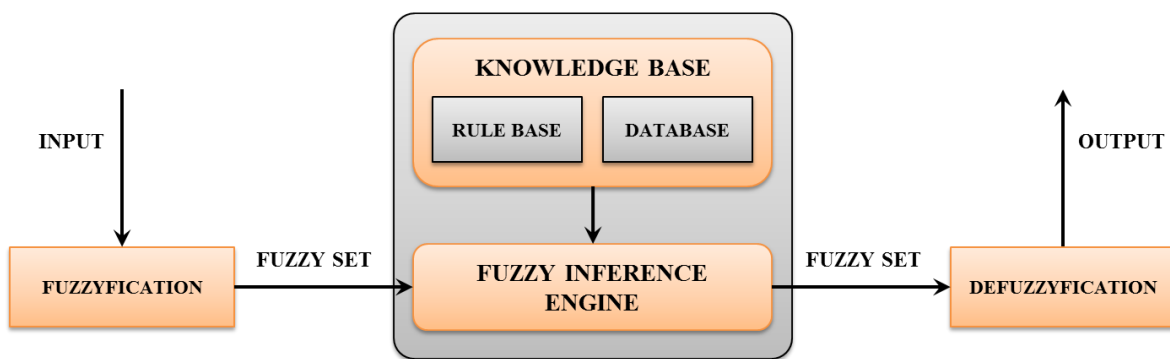 KNOWLEDGE BASE
RULE BASE
DATABASE
INPUT
OUTPUT
FUZZY SET
FUZZY SET
FUZZYFICATION
FUZZY INFERENCE
ENGINE
DEFUZZYFICATION